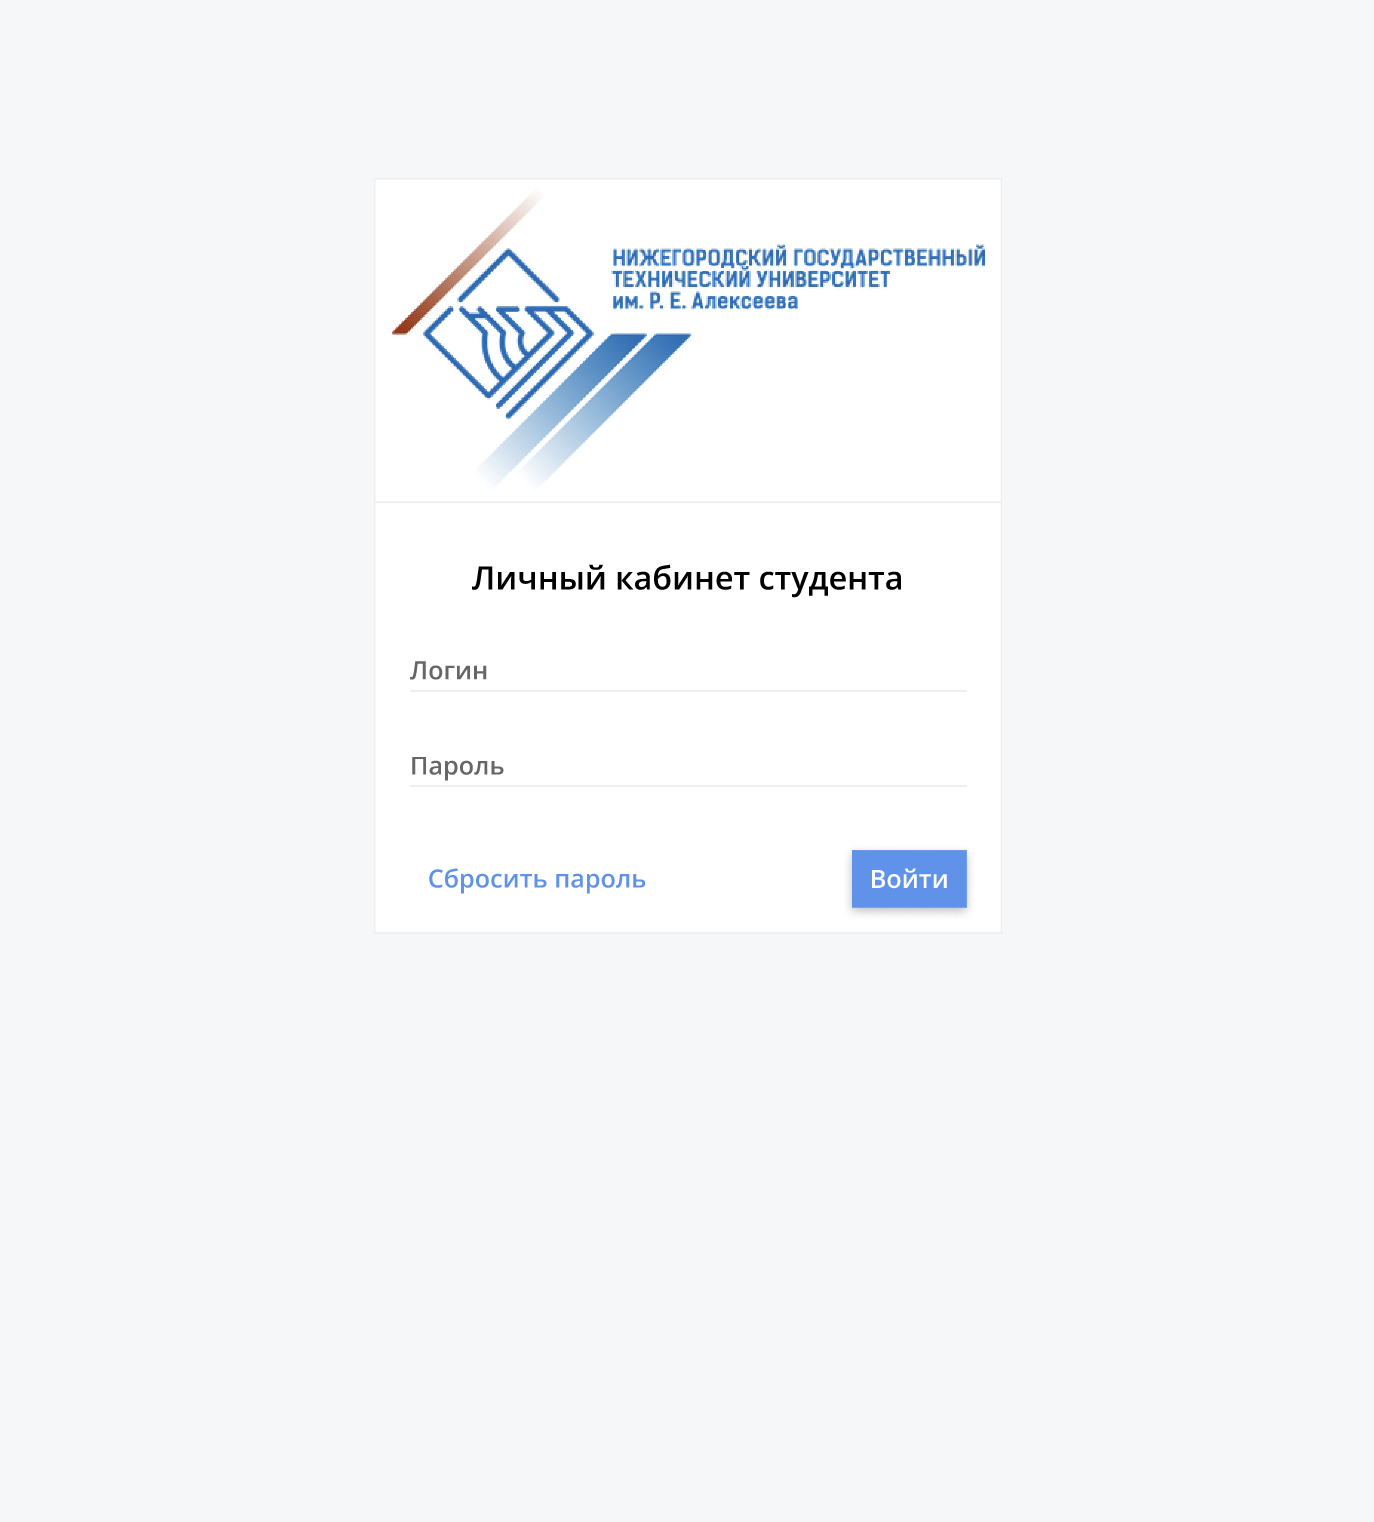 НИЖЕГОРОДСКИЙ ГОСУДАРСТВЕННЫЙ
ТЕХНИЧЕСКИЙ УНИВЕРСИТЕТ
им. Р. Е. Алексеева
Личный кабинет студента
Логин
Пароль
Сбросить пароль
Войти